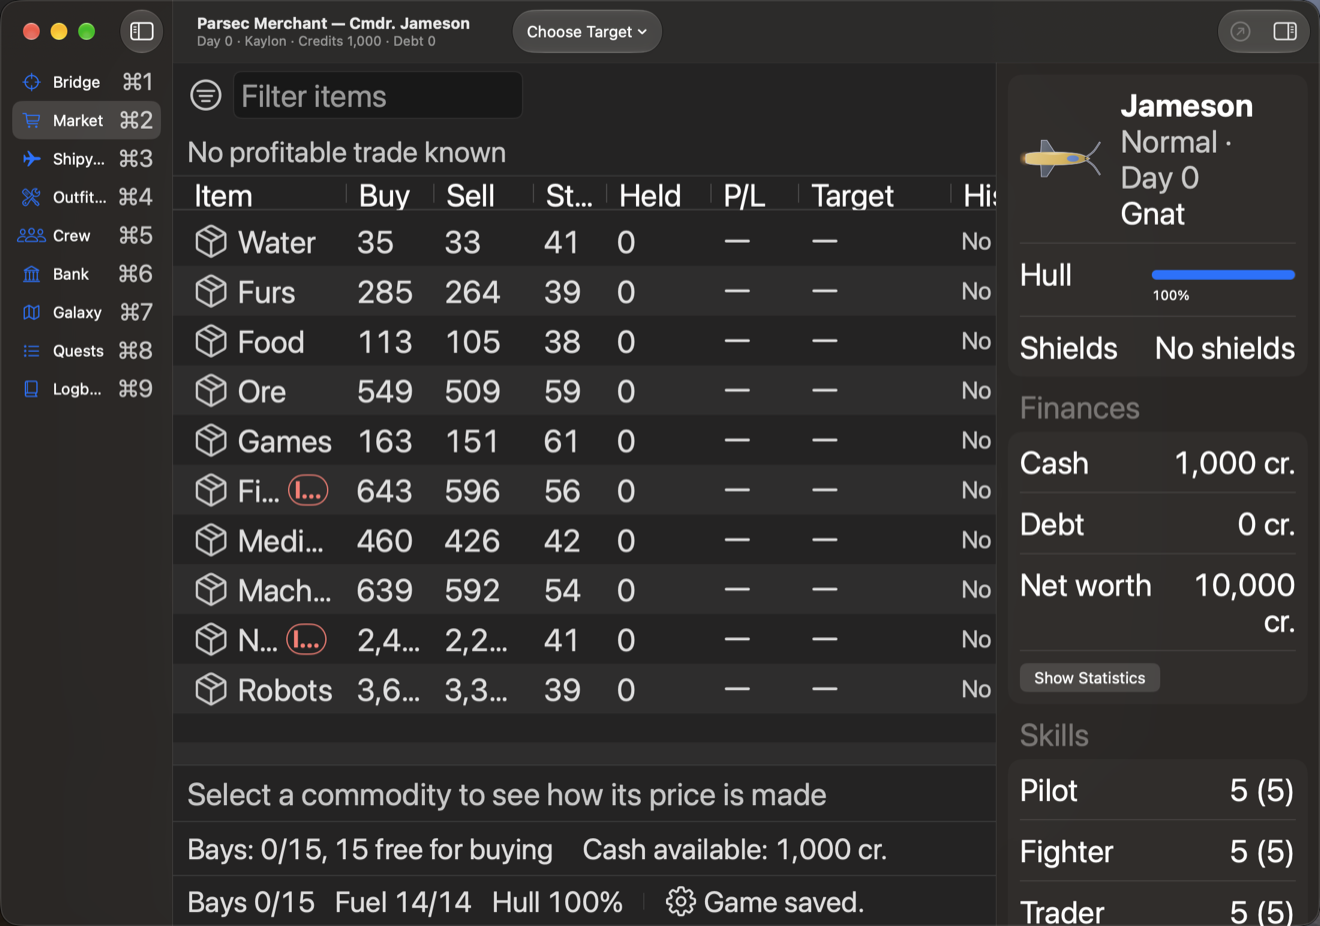 Parsec Merchant — Cmdr. Jameson
Day 0 · Kaylon · Credits 1,000 · Debt 0
Choose Target
Bridge ⌘1
Market ⌘2
Shipy... ⌘3
Outfit... ⌘4
Crew ⌘5
Bank ⌘6
Galaxy ⌘7
Quests ⌘8
Logb... ⌘9
Filter items
No profitable trade known
Item Buy Sell St... Held P/L Target His
Water 35 33 41 0 — — No
Furs 285 264 39 0 — — No
Food 113 105 38 0 — — No
Ore 549 509 59 0 — — No
Games 163 151 61 0 — — No
Fi... I... 643 596 56 0 — — No
Medi... 460 426 42 0 — — No
Mach... 639 592 54 0 — — No
N... I... 2,4... 2,2... 41 0 — — No
Robots 3,6... 3,3... 39 0 — — No
Select a commodity to see how its price is made
Bays: 0/15, 15 free for buying Cash available: 1,000 cr.
Bays 0/15 Fuel 14/14 Hull 100% Game saved.
Jameson
Normal ·
Day 0
Gnat
Hull
100%
Shields No shields
Finances
Cash 1,000 cr.
Debt 0 cr.
Net worth 10,000
cr.
Show Statistics
Skills
Pilot 5 (5)
Fighter 5 (5)
Trader 5 (5)